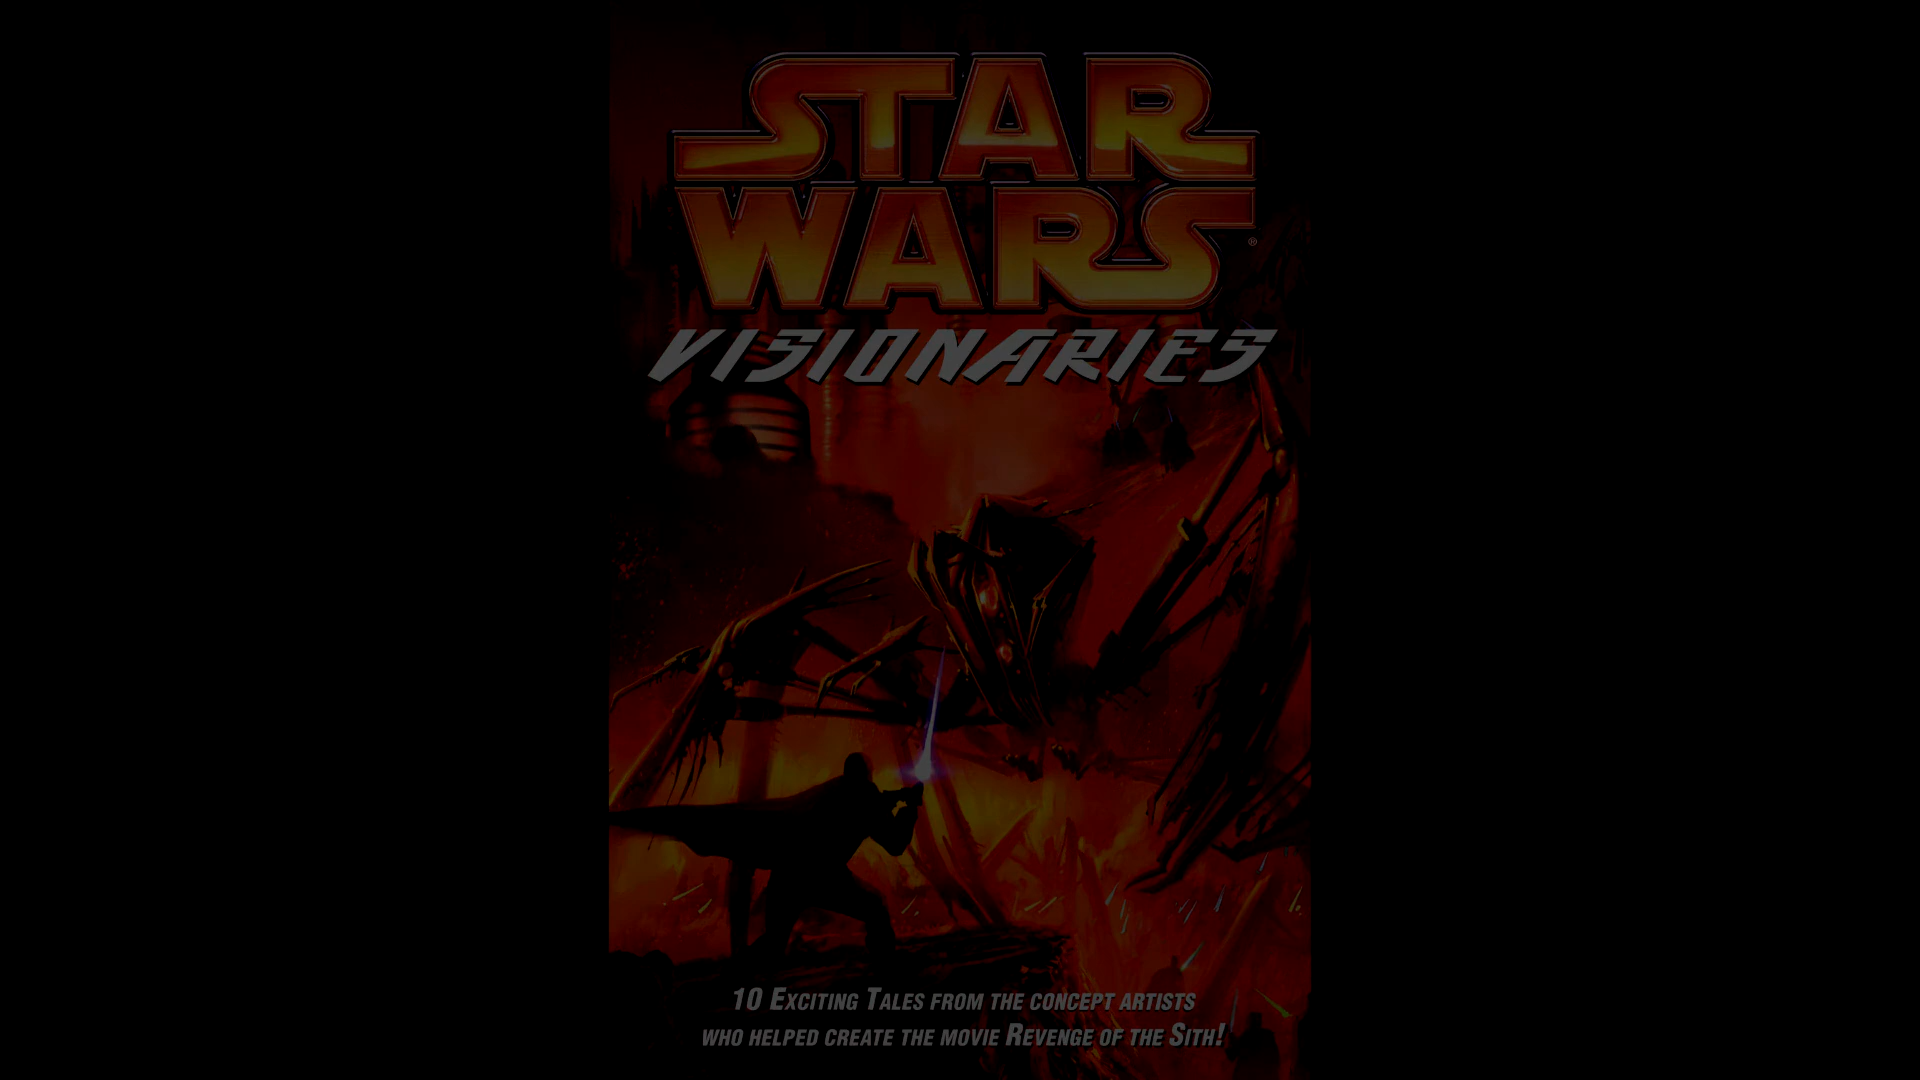 STAR
WARS®
VISIONARIES
10 EXCITING TALES FROM THE CONCEPT ARTISTS
WHO HELPED CREATE THE MOVIE REVENGE OF THE SITH!